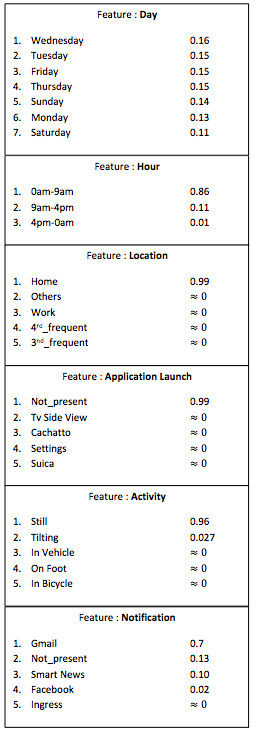 Feature : Day
1. Wednesday 0.16
2. Tuesday 0.15
3. Friday 0.15
4. Thursday 0.15
5. Sunday 0.14
6. Monday 0.13
7. Saturday 0.11
Feature : Hour
1. 0am-9am 0.86
2. 9am-4pm 0.11
3. 4pm-0am 0.01
Feature : Location
1. Home 0.99
2. Others ≈ 0
3. Work ≈ 0
4. 4rd_frequent ≈ 0
5. 3nd_frequent ≈ 0
Feature : Application Launch
1. Not_present 0.99
2. Tv Side View ≈ 0
3. Cachatto ≈ 0
4. Settings ≈ 0
5. Suica ≈ 0
Feature : Activity
1. Still 0.96
2. Tilting 0.027
3. In Vehicle ≈ 0
4. On Foot ≈ 0
5. In Bicycle ≈ 0
Feature : Notification
1. Gmail 0.7
2. Not_present 0.13
3. Smart News 0.10
4. Facebook 0.02
5. Ingress ≈ 0